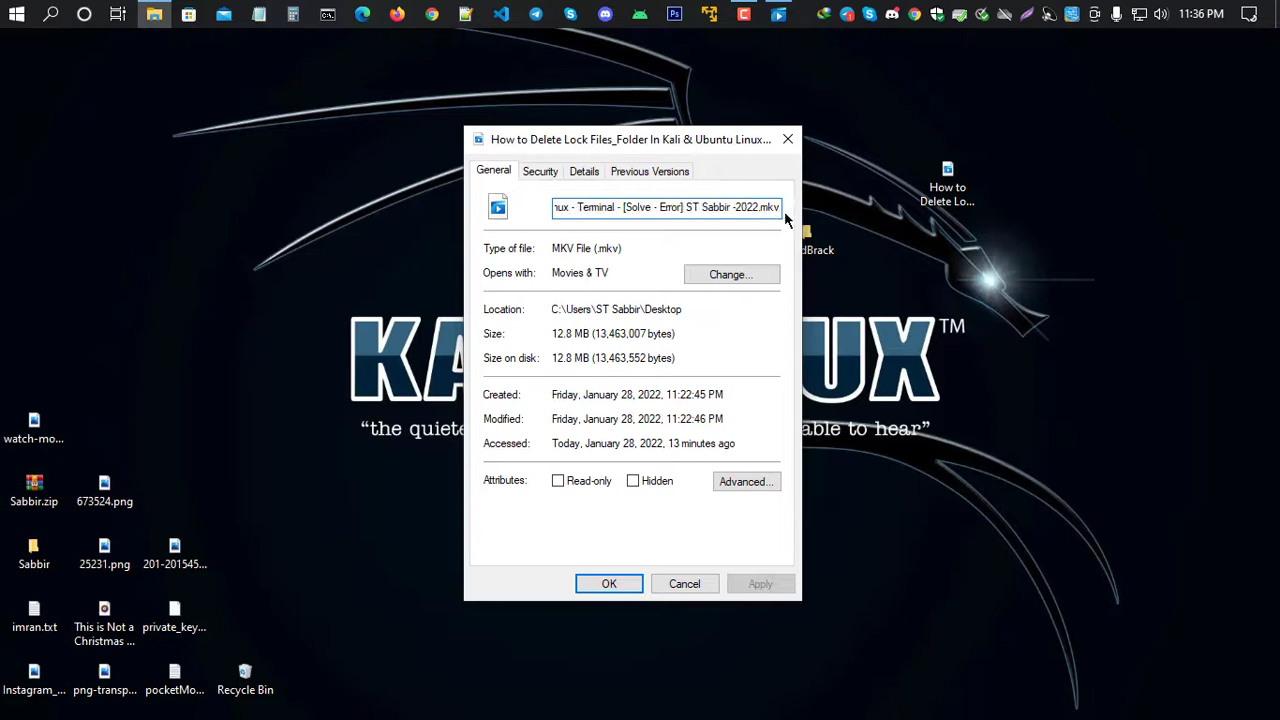 11:36 PM
How to Delete Lock Files_Folder In Kali & Ubuntu Linux...
General
Security
Details
Previous Versions
nux - Terminal - [Solve - Error] ST Sabbir -2022.mkv
Type of file: MKV File (.mkv)
Opens with: Movies & TV
Change...
Location: C:\Users\ST Sabbir\Desktop
Size: 12.8 MB (13,463,007 bytes)
Size on disk: 12.8 MB (13,463,552 bytes)
Created: Friday, January 28, 2022, 11:22:45 PM
Modified: Friday, January 28, 2022, 11:22:46 PM
Accessed: Today, January 28, 2022, 13 minutes ago
Attributes:
Read-only
Hidden
Advanced...
OK
Cancel
Apply
How to
Delete Lo...
dBrack
KA
UX
TM
“the quiete
able to hear”
watch-mo...
Sabbir.zip
673524.png
Sabbir
25231.png
201-201545...
imran.txt
This is Not a
Christmas ...
private_key...
Instagram_...
png-transp...
pocketMo...
Recycle Bin